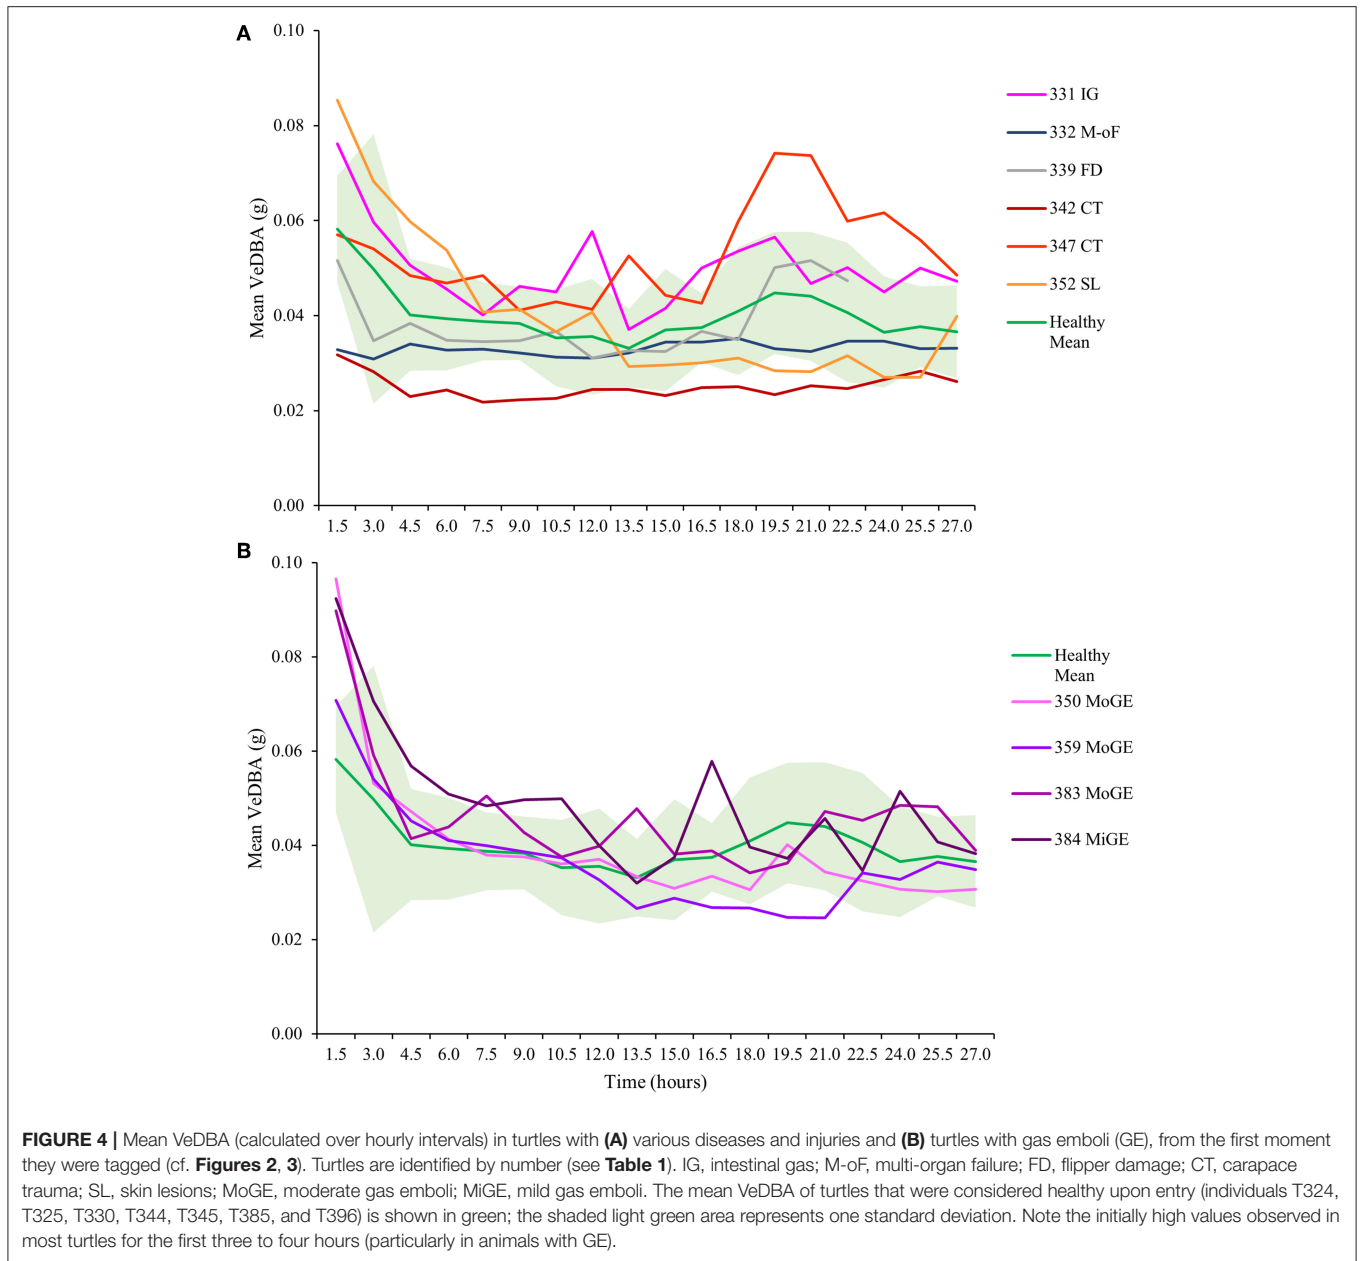 A
0.10
0.08
0.06
0.04
0.02
0.00
Mean VeDBA (g)
1.5 3.0 4.5 6.0 7.5 9.0 10.5 12.0 13.5 15.0 16.5 18.0 19.5 21.0 22.5 24.0 25.5 27.0
331 IG
332 M-oF
339 FD
342 CT
347 CT
352 SL
Healthy
Mean
B
0.10
0.08
0.06
0.04
0.02
0.00
Mean VeDBA (g)
1.5 3.0 4.5 6.0 7.5 9.0 10.5 12.0 13.5 15.0 16.5 18.0 19.5 21.0 22.5 24.0 25.5 27.0
Time (hours)
Healthy
Mean
350 MoGE
359 MoGE
383 MoGE
384 MiGE
FIGURE 4 | Mean VeDBA (calculated over hourly intervals) in turtles with (A) various diseases and injuries and (B) turtles with gas emboli (GE), from the first moment
they were tagged (cf. Figures 2, 3). Turtles are identified by number (see Table 1). IG, intestinal gas; M-oF, multi-organ failure; FD, flipper damage; CT, carapace
trauma; SL, skin lesions; MoGE, moderate gas emboli; MiGE, mild gas emboli. The mean VeDBA of turtles that were considered healthy upon entry (individuals T324,
T325, T330, T344, T345, T385, and T396) is shown in green; the shaded light green area represents one standard deviation. Note the initially high values observed in
most turtles for the first three to four hours (particularly in animals with GE).